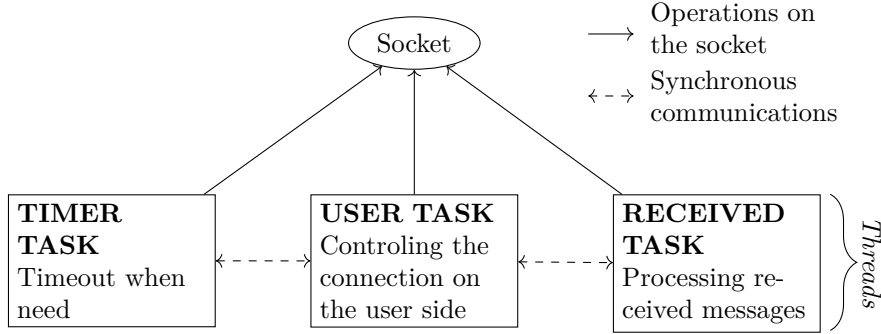 Socket
Operations on
the socket
Synchronous
communications
TIMER
TASK
Timeout when
need
USER TASK
Controling the
connection on
the user side
RECEIVED
TASK
Processing re-
ceived messages
Threads